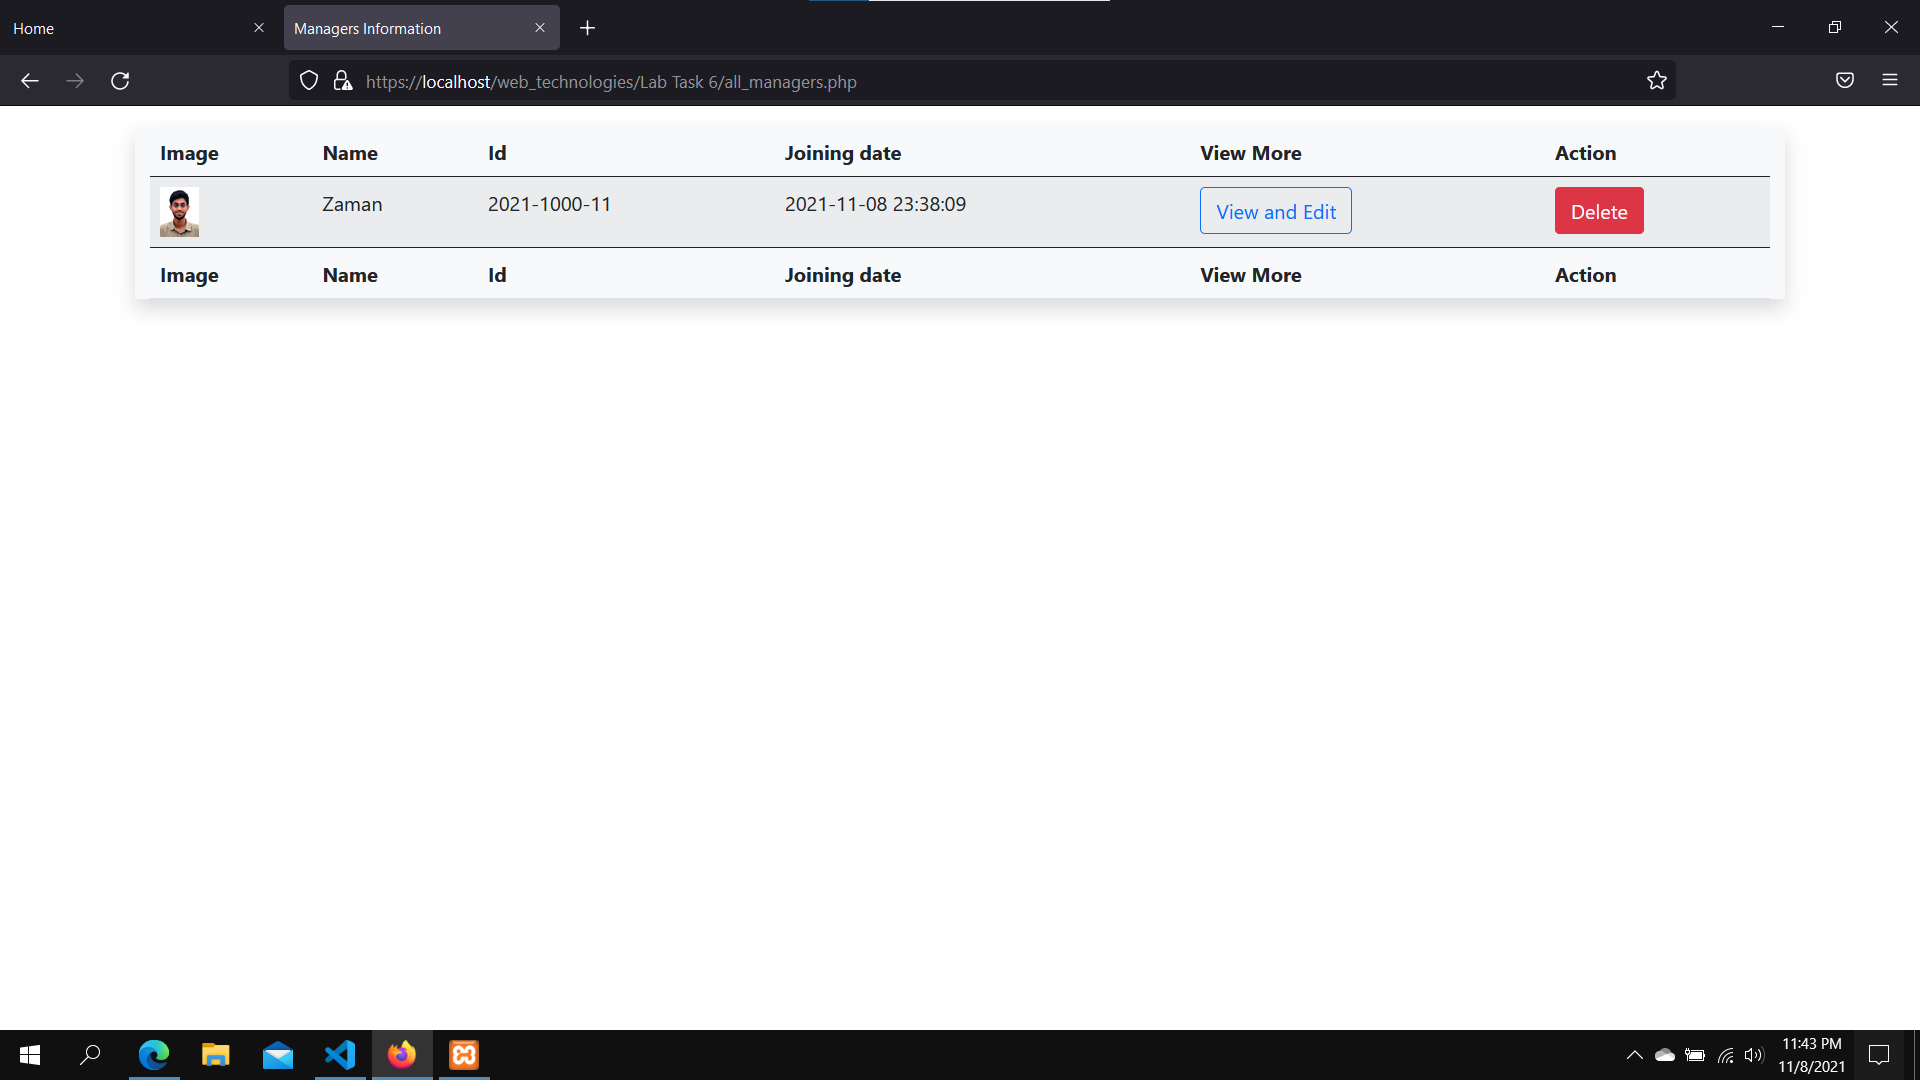 Home
Managers Information
https://localhost/web_technologies/Lab Task 6/all_managers.php
Image Name Id Joining date View More Action
Zaman 2021-1000-11 2021-11-08 23:38:09 View and Edit Delete
Image Name Id Joining date View More Action
11:43 PM
11/8/2021